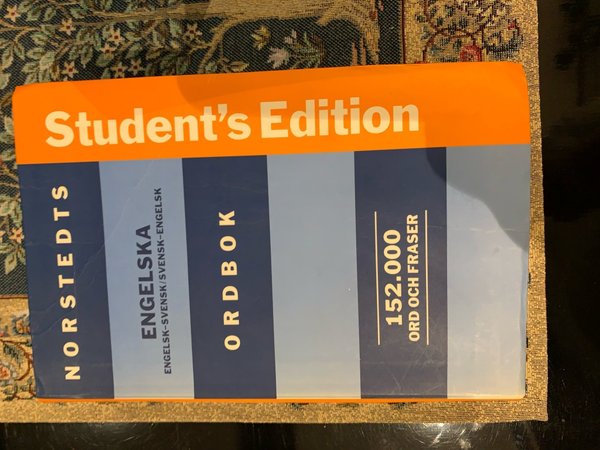 Student's Edition
NORSTEDTS
ENGELSKA
ENGELSK–SVENSK/SVENSK–ENGELSK
ORDBOK
152.000
ORD OCH FRASER